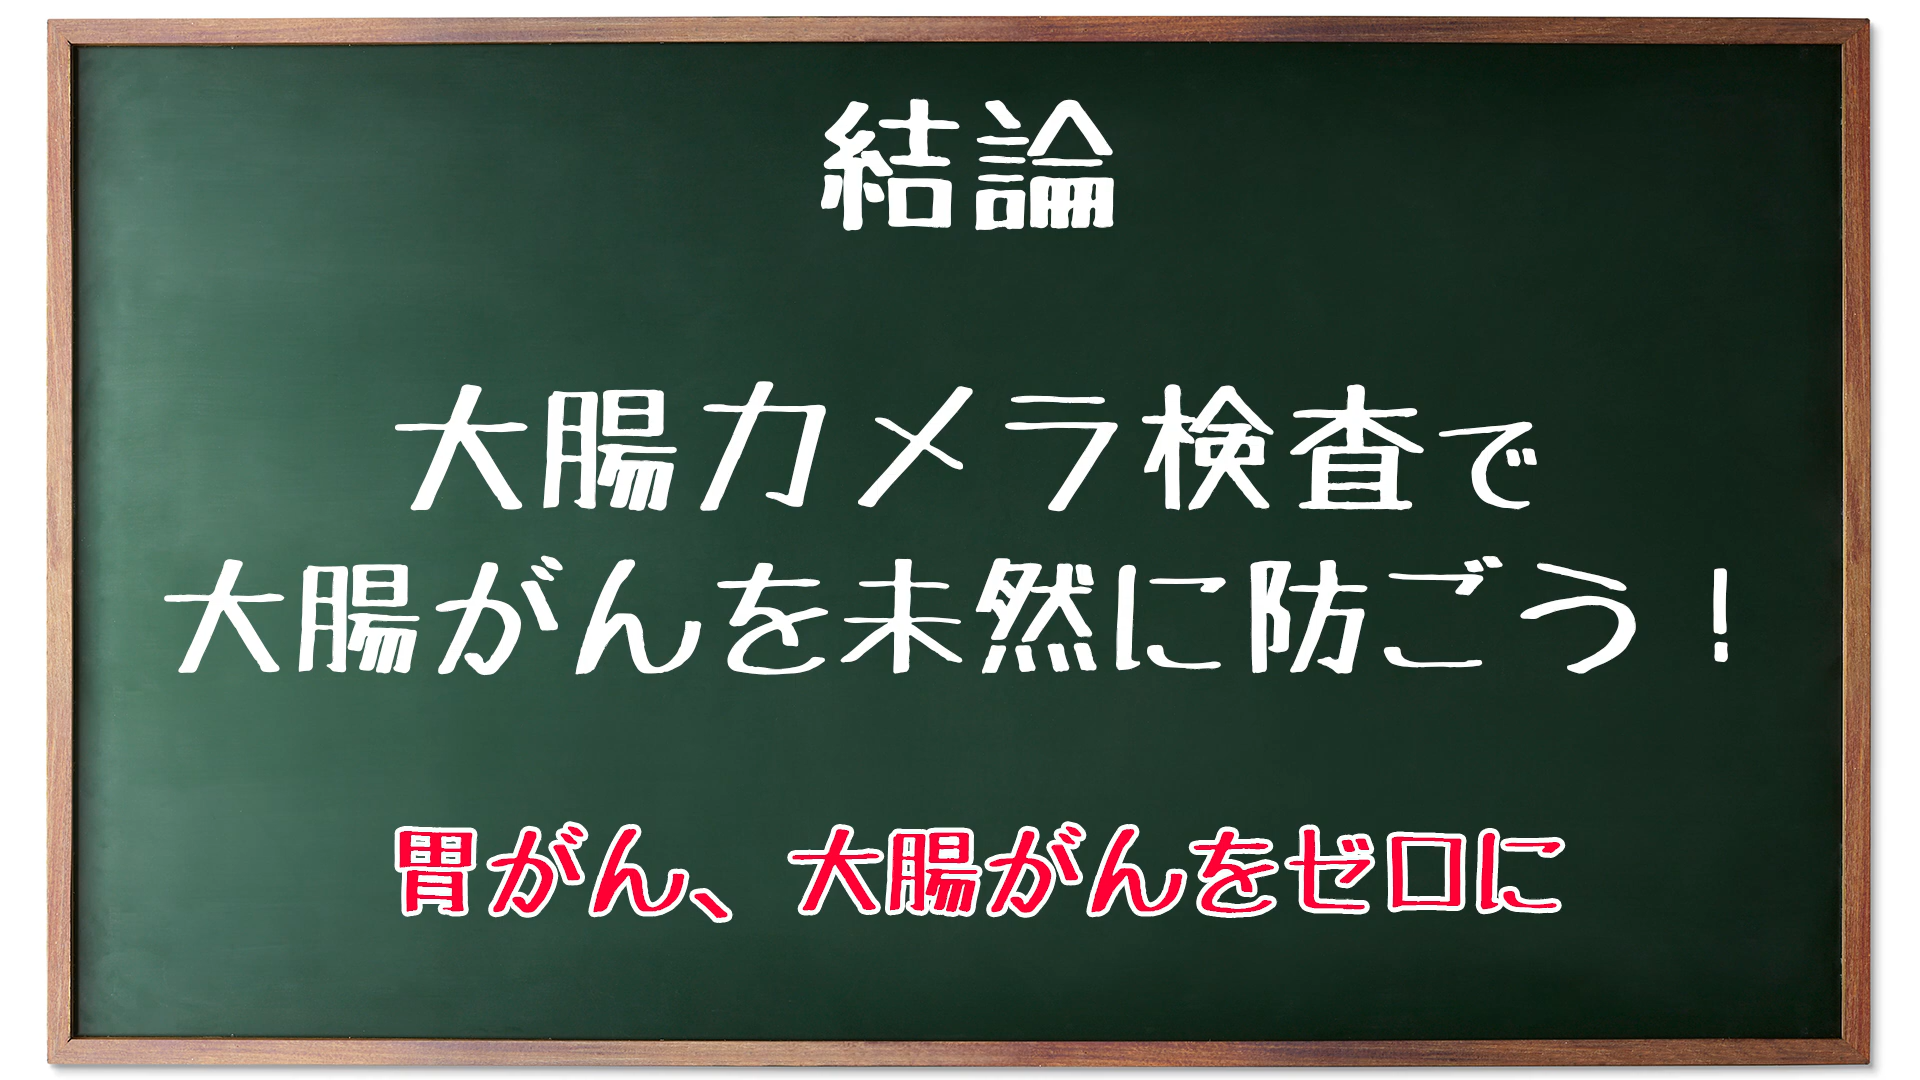 結論
大腸カメラ検査で
大腸がんを未然に防ごう！
胃がん、大腸がんをゼロに